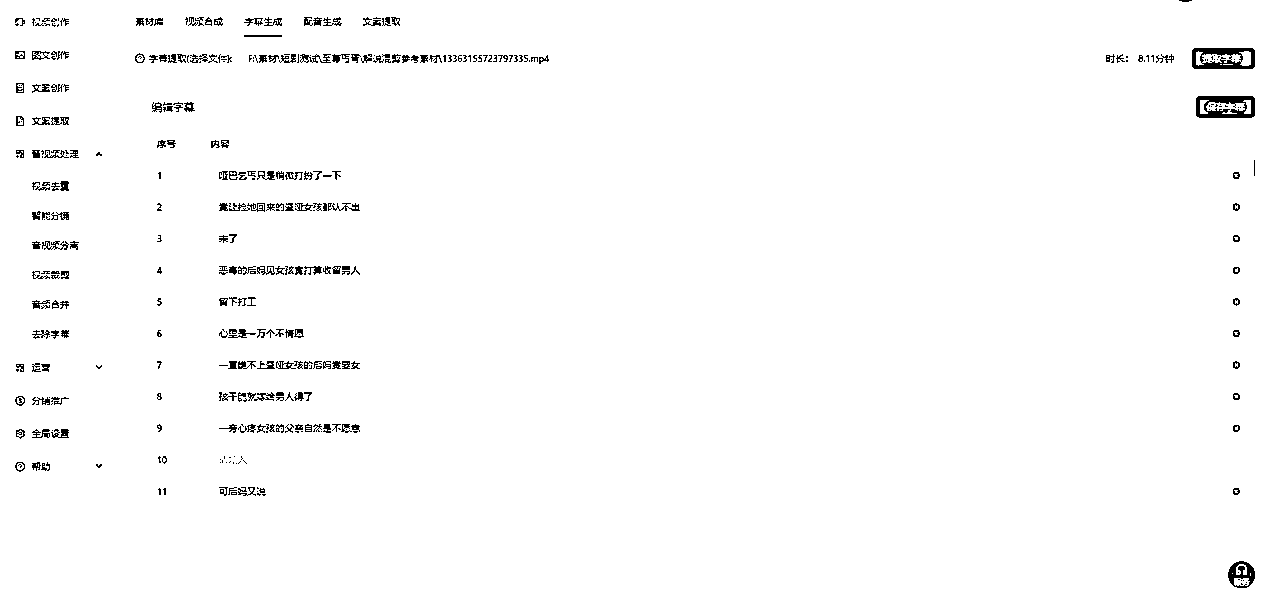 视频创作
图文创作
文案创作
文案提取
音视频处理
视频去重
智能分镜
音视频分离
视频裁剪
音频合并
去除字幕
运营
分销推广
全局设置
帮助
素材库 视频合成 字幕生成 配音生成 文案提取
字幕提取(选择文件): F:\素材\短剧测试\至尊丐哥\解说混剪参考素材\13363155723797335.mp4 时长: 8.11分钟 【提取字幕】
编辑字幕 【保存字幕】
序号 内容
1 哑巴乞丐只是稍微打扮了一下
2 竟让捡她回来的聋哑女孩都认不出
3 来了
4 恶毒的后妈见女孩竟打算收留男人
5 留下打工
6 心里是一万个不情愿
7 一直瞧不上聋哑女孩的后妈竟要女
8 孩干脆就嫁给男人得了
9 一旁心疼女孩的父亲自然是不愿意
10
11 可后妈又说